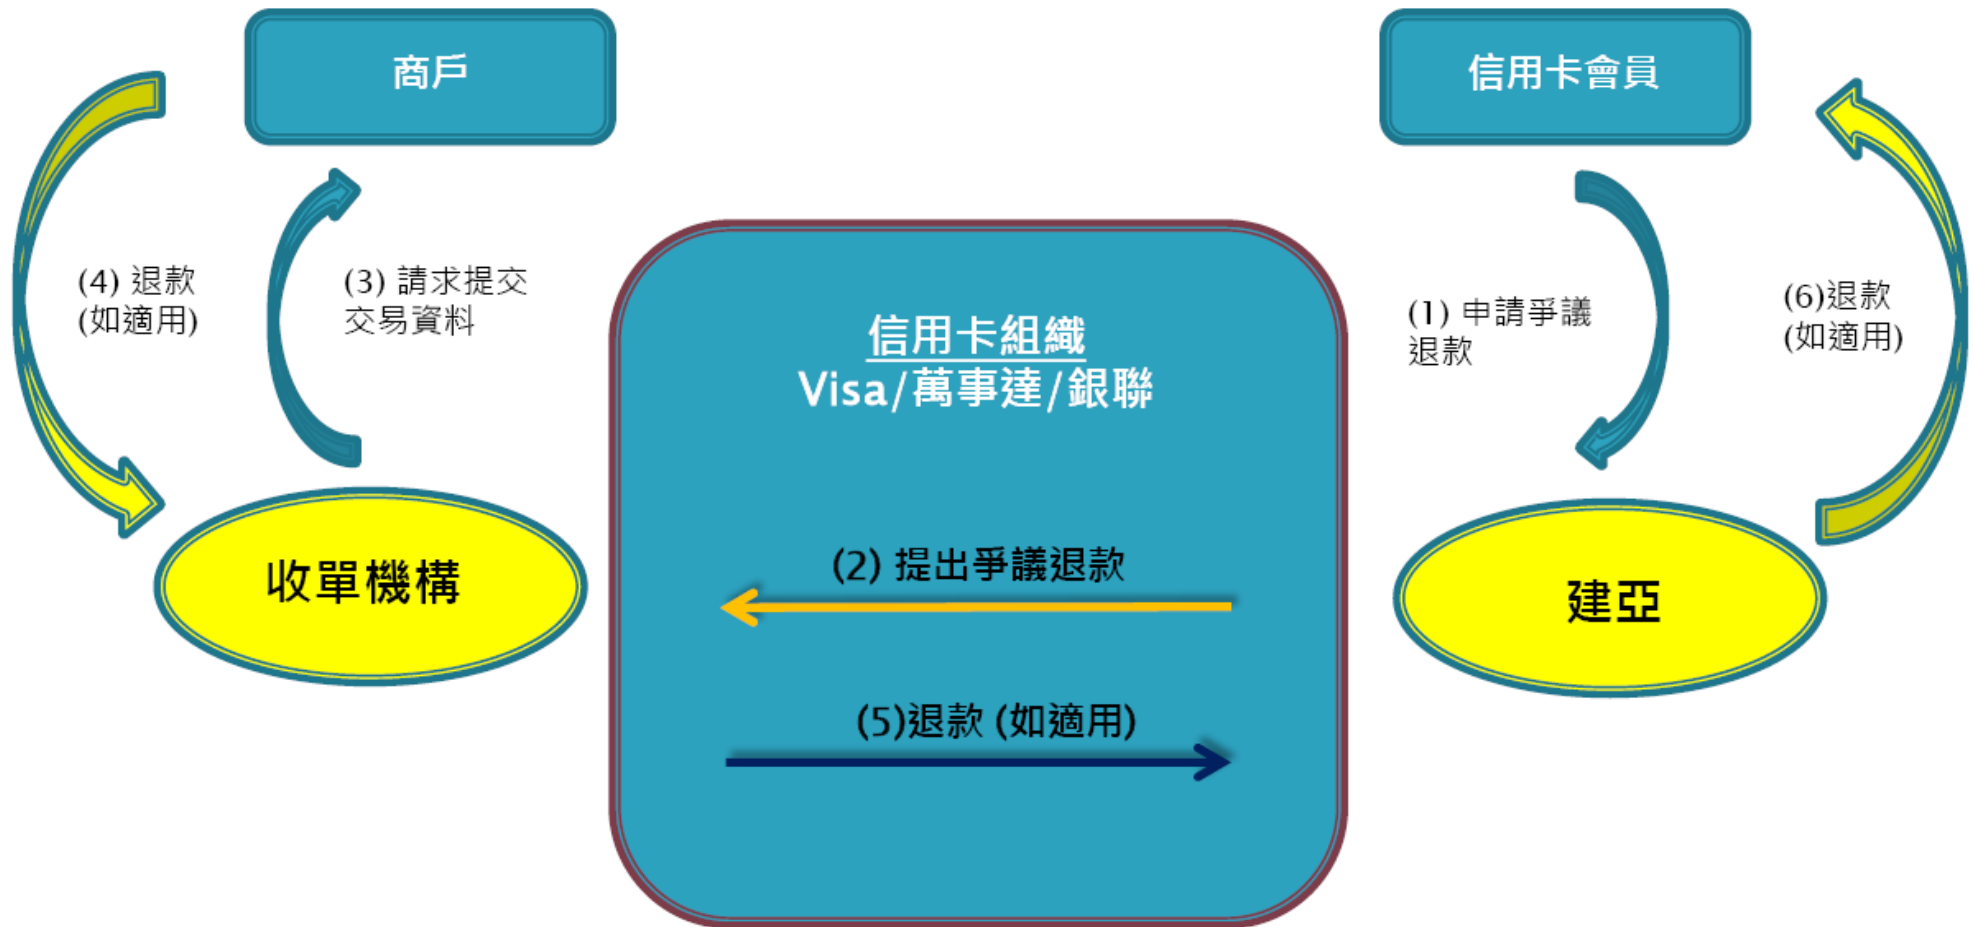 商戶
信用卡會員
(4) 退款
(如適用)
(3) 請求提交
交易資料
信用卡組織
Visa/萬事達/銀聯
(1) 申請爭議
退款
(6)退款
(如適用)
(2) 提出爭議退款
收單機構
建亞
(5)退款 (如適用)